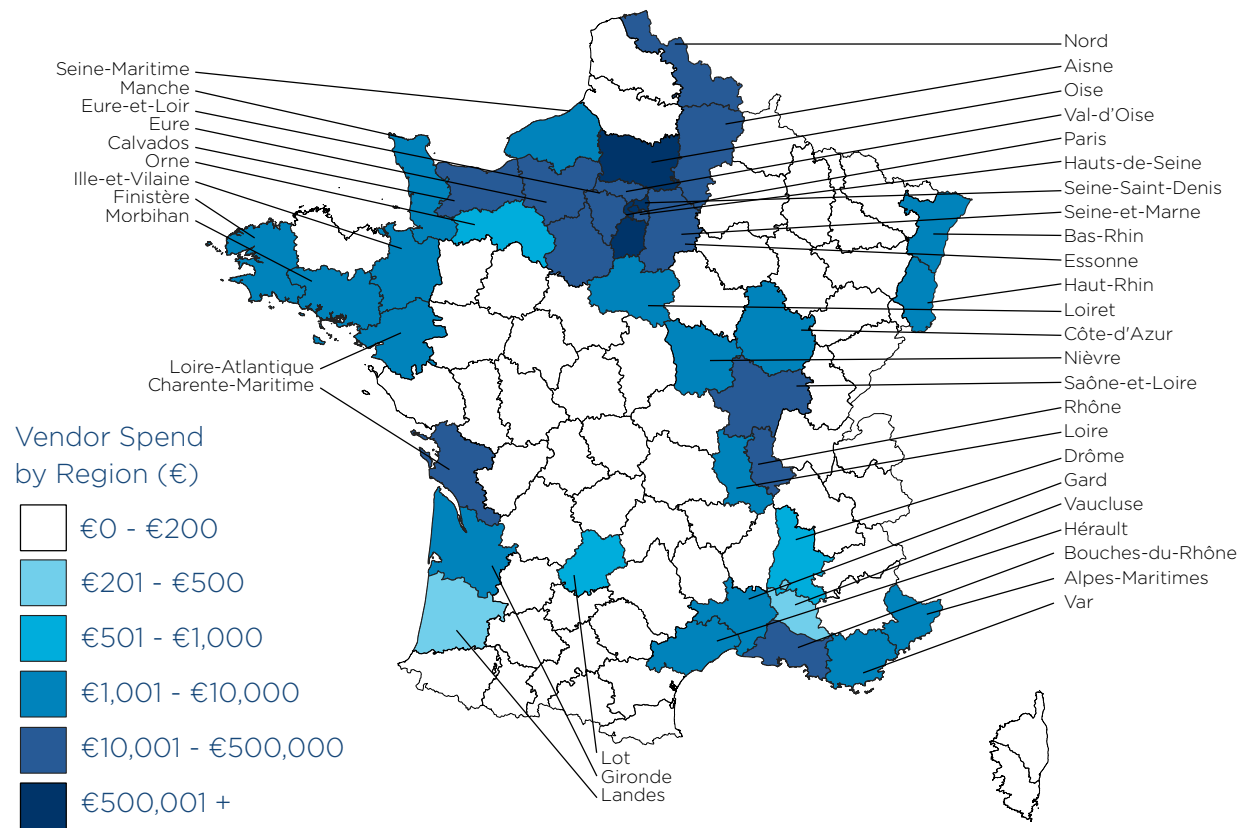 Seine-Maritime
Manche
Eure-et-Loir
Eure
Calvados
Orne
Ille-et-Vilaine
Finistère
Morbihan
Nord
Aisne
Oise
Val-d'Oise
Paris
Hauts-de-Seine
Seine-Saint-Denis
Seine-et-Marne
Bas-Rhin
Essonne
Haut-Rhin
Loiret
Côte-d'Azur
Nièvre
Saône-et-Loire
Rhône
Loire
Drôme
Gard
Vaucluse
Hérault
Bouches-du-Rhône
Alpes-Maritimes
Var
Loire-Atlantique
Charente-Maritime
Vendor Spend
by Region (€)
€0 - €200
€201 - €500
€501 - €1,000
€1,001 - €10,000
€10,001 - €500,000
€500,001 +
Lot
Gironde
Landes